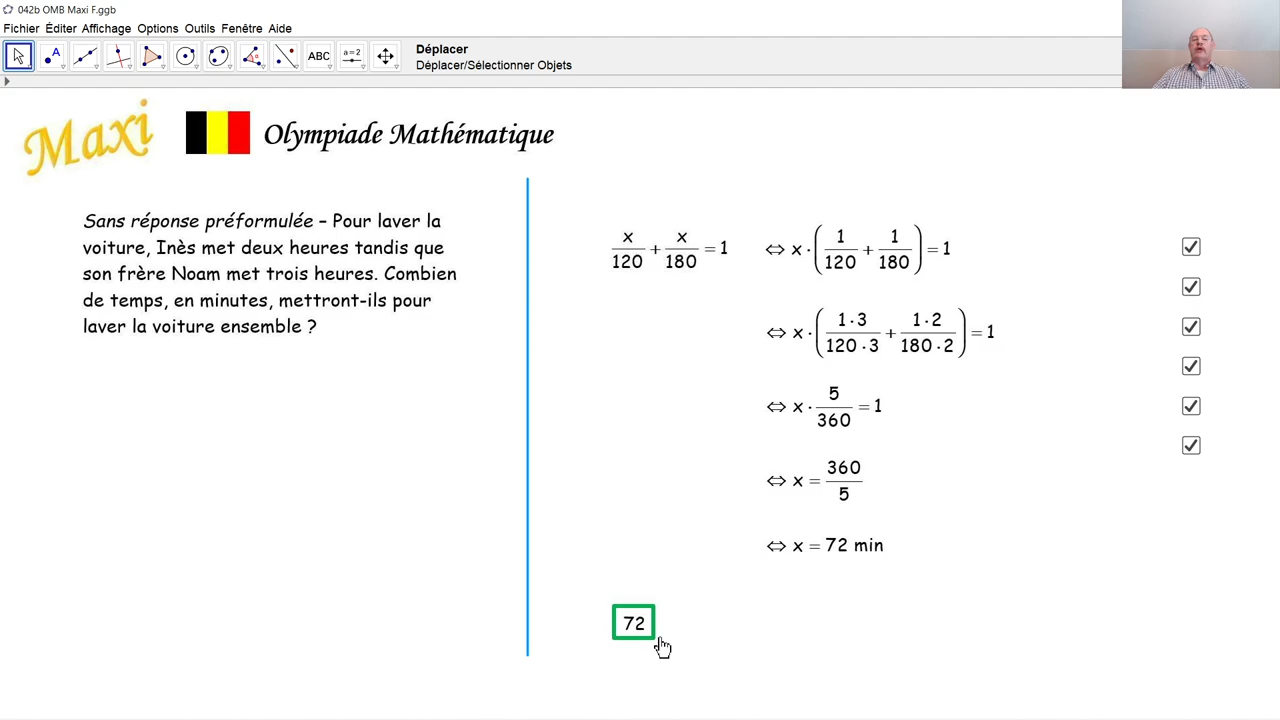 042b OMB Maxi F.ggb
Fichier Éditer Affichage Options Outils Fenêtre Aide
A
ABC
a=2
Déplacer
Déplacer/Sélectionner Objets
Maxi
Olympiade Mathématique
Sans réponse préformulée – Pour laver la
voiture, Inès met deux heures tandis que
son frère Noam met trois heures. Combien
de temps, en minutes, mettront-ils pour
laver la voiture ensemble ?
x/120 + x/180 = 1 ⇔ x · (1/120 + 1/180) = 1
⇔ x · (1·3/120·3 + 1·2/180·2) = 1
⇔ x · 5/360 = 1
⇔ x = 360/5
⇔ x = 72 min
72